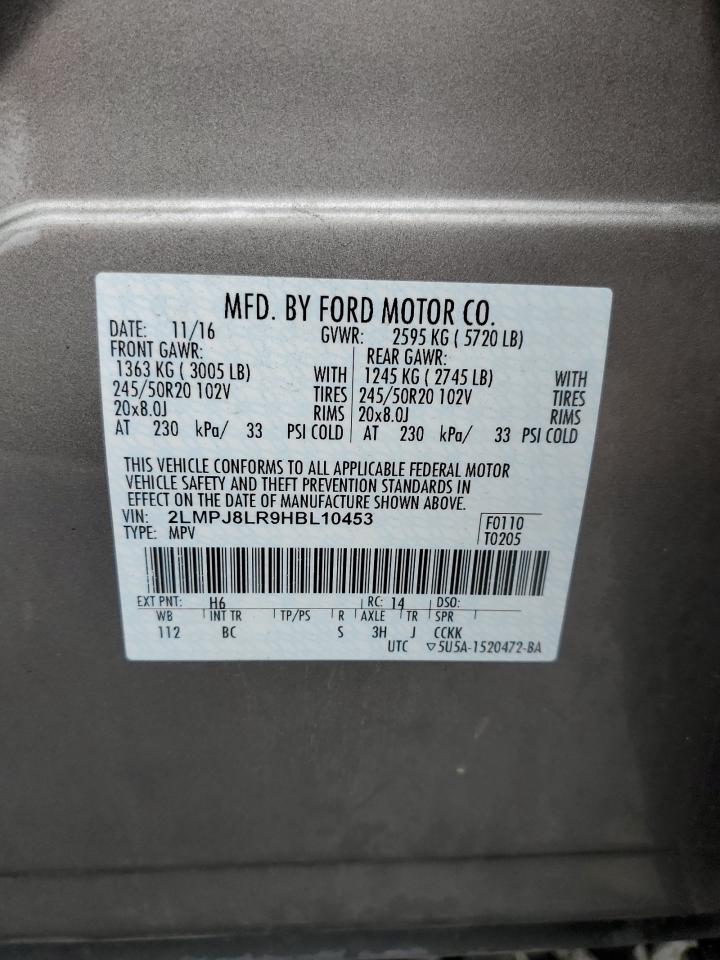 MFD. BY FORD MOTOR CO.
DATE: 11/16 GVWR: 2595 KG ( 5720 LB)
FRONT GAWR: REAR GAWR:
1363 KG ( 3005 LB) WITH 1245 KG ( 2745 LB) WITH
245/50R20 102V TIRES 245/50R20 102V TIRES
20x8.0J RIMS 20x8.0J RIMS
AT 230 kPa/ 33 PSI COLD AT 230 kPa/ 33 PSI COLD
THIS VEHICLE CONFORMS TO ALL APPLICABLE FEDERAL MOTOR
VEHICLE SAFETY AND THEFT PREVENTION STANDARDS IN
EFFECT ON THE DATE OF MANUFACTURE SHOWN ABOVE.
VIN: 2LMPJ8LR9HBL10453 F0110
TYPE: MPV T0205
EXT PNT: H6 RC: 14 DSO:
WB INT TR TP/PS R AXLE TR SPR
112 BC S 3H J CCKK
UTC ▽5U5A-1520472-BA